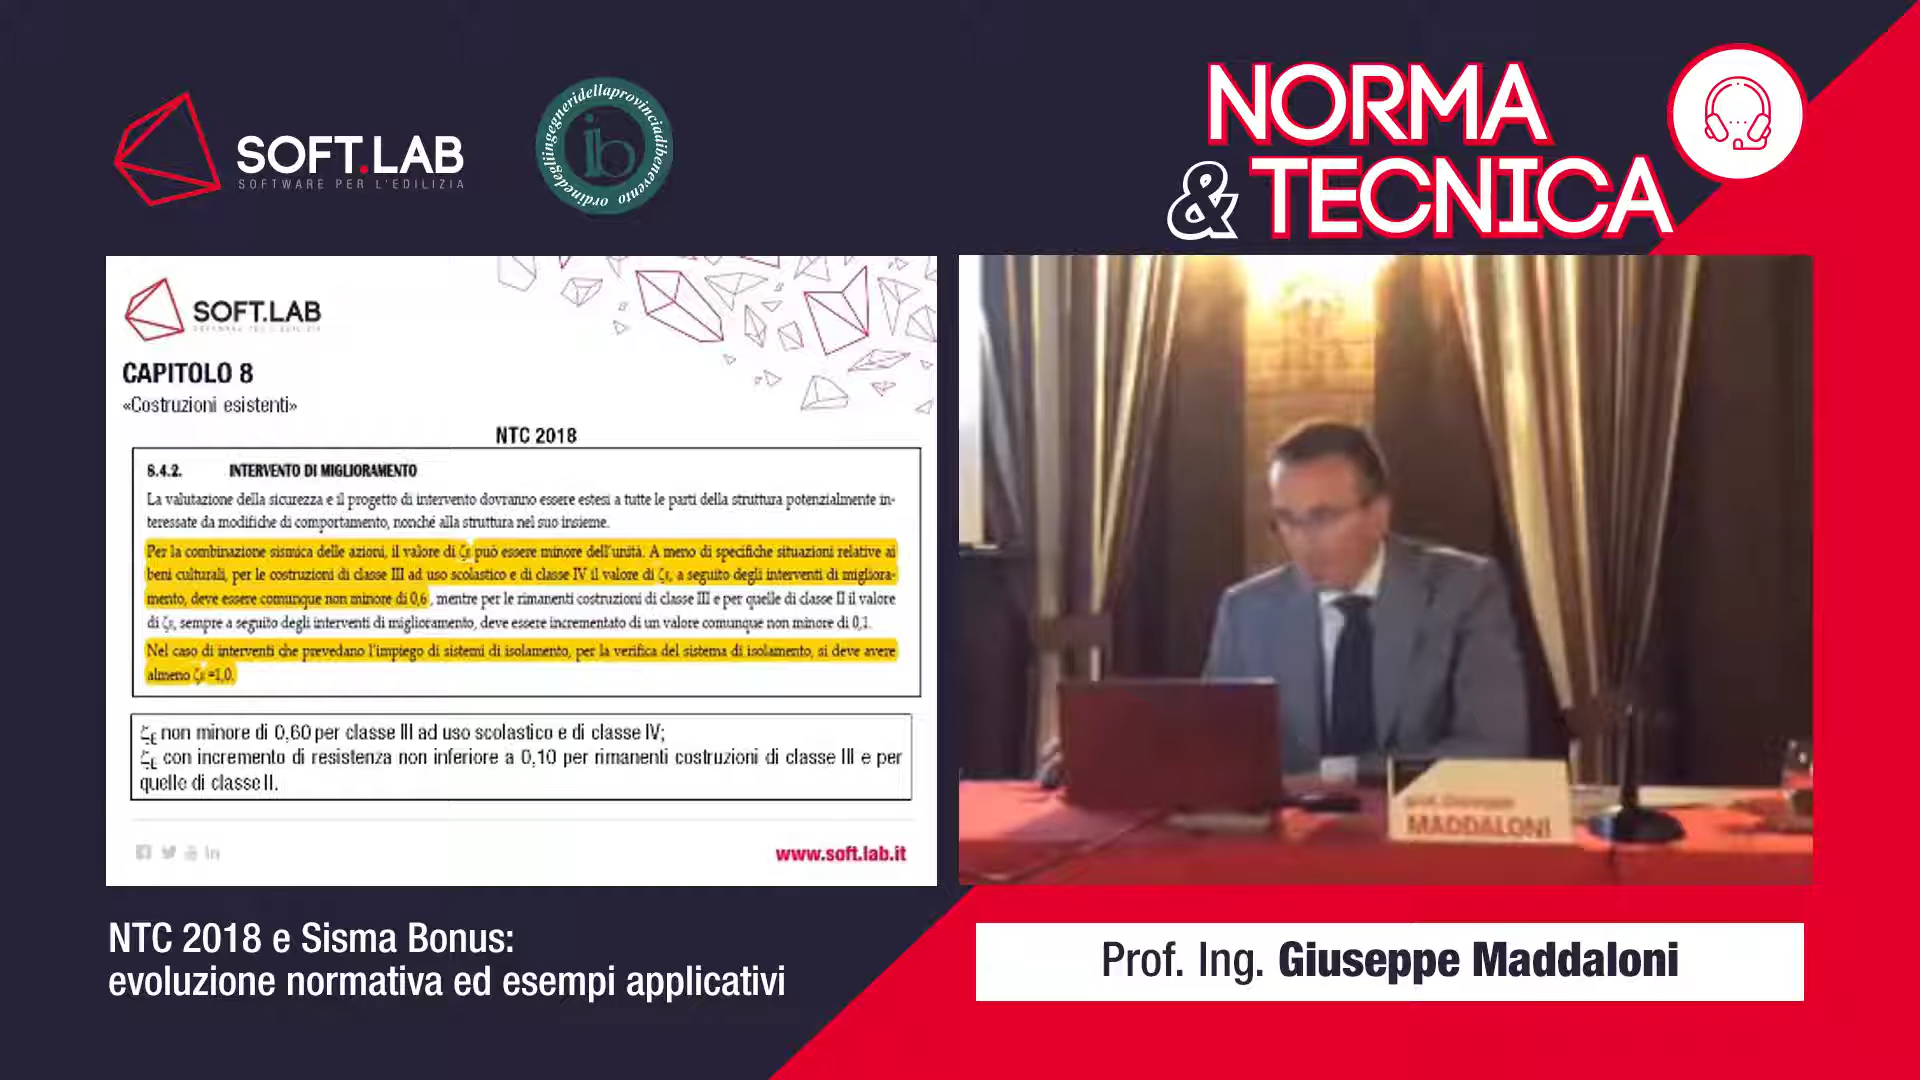 SOFT.LAB
SOFTWARE PER L'EDILIZIA
ordinedegliingegneridellaprovinciadibenevento
ib
NORMA
& TECNICA
SOFT.LAB
CAPITOLO 8
«Costruzioni esistenti»
NTC 2018
8.4.2. INTERVENTO DI MIGLIORAMENTO
La valutazione della sicurezza e il progetto di intervento dovranno essere estesi a tutte le parti della struttura potenzialmente in-
teressate da modifiche di comportamento, nonché alla struttura nel suo insieme.
Per la combinazione sismica delle azioni, il valore di ζE può essere minore dell'unità. A meno di specifiche situazioni relative ai
beni culturali, per le costruzioni di classe III ad uso scolastico e di classe IV il valore di ζE, a seguito degli interventi di migliora-
mento, deve essere comunque non minore di 0,6, mentre per le rimanenti costruzioni di classe III e per quelle di classe II il valore
di ζE, sempre a seguito degli interventi di miglioramento, deve essere incrementato di un valore comunque non minore di 0,1.
Nel caso di interventi che prevedano l'impiego di sistemi di isolamento, per la verifica del sistema di isolamento, si deve avere
almeno ζE =1,0.
ζE non minore di 0,60 per classe III ad uso scolastico e di classe IV;
ζE con incremento di resistenza non inferiore a 0,10 per rimanenti costruzioni di classe III e per
quelle di classe II.
www.soft.lab.it
prof. Giuseppe
MADDALONI
NTC 2018 e Sisma Bonus:
evoluzione normativa ed esempi applicativi
Prof. Ing. Giuseppe Maddaloni